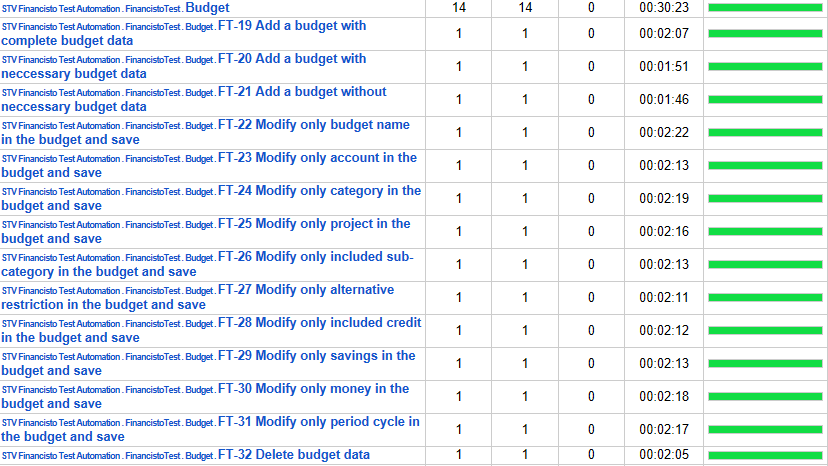 STV Financisto Test Automation . FinancistoTest . Budget 14 14 0 00:30:23
STV Financisto Test Automation . FinancistoTest . Budget . FT-19 Add a budget with
complete budget data 1 1 0 00:02:07
STV Financisto Test Automation . FinancistoTest . Budget . FT-20 Add a budget with
neccessary budget data 1 1 0 00:01:51
STV Financisto Test Automation . FinancistoTest . Budget . FT-21 Add a budget without
neccessary budget data 1 1 0 00:01:46
STV Financisto Test Automation . FinancistoTest . Budget . FT-22 Modify only budget name
in the budget and save 1 1 0 00:02:22
STV Financisto Test Automation . FinancistoTest . Budget . FT-23 Modify only account in the
budget and save 1 1 0 00:02:13
STV Financisto Test Automation . FinancistoTest . Budget . FT-24 Modify only category in the
budget and save 1 1 0 00:02:19
STV Financisto Test Automation . FinancistoTest . Budget . FT-25 Modify only project in the
budget and save 1 1 0 00:02:16
STV Financisto Test Automation . FinancistoTest . Budget . FT-26 Modify only included sub-
category in the budget and save 1 1 0 00:02:13
STV Financisto Test Automation . FinancistoTest . Budget . FT-27 Modify only alternative
restriction in the budget and save 1 1 0 00:02:11
STV Financisto Test Automation . FinancistoTest . Budget . FT-28 Modify only included credit
in the budget and save 1 1 0 00:02:12
STV Financisto Test Automation . FinancistoTest . Budget . FT-29 Modify only savings in the
budget and save 1 1 0 00:02:13
STV Financisto Test Automation . FinancistoTest . Budget . FT-30 Modify only money in the
budget and save 1 1 0 00:02:18
STV Financisto Test Automation . FinancistoTest . Budget . FT-31 Modify only period cycle in
the budget and save 1 1 0 00:02:17
STV Financisto Test Automation . FinancistoTest . Budget . FT-32 Delete budget data 1 1 0 00:02:05